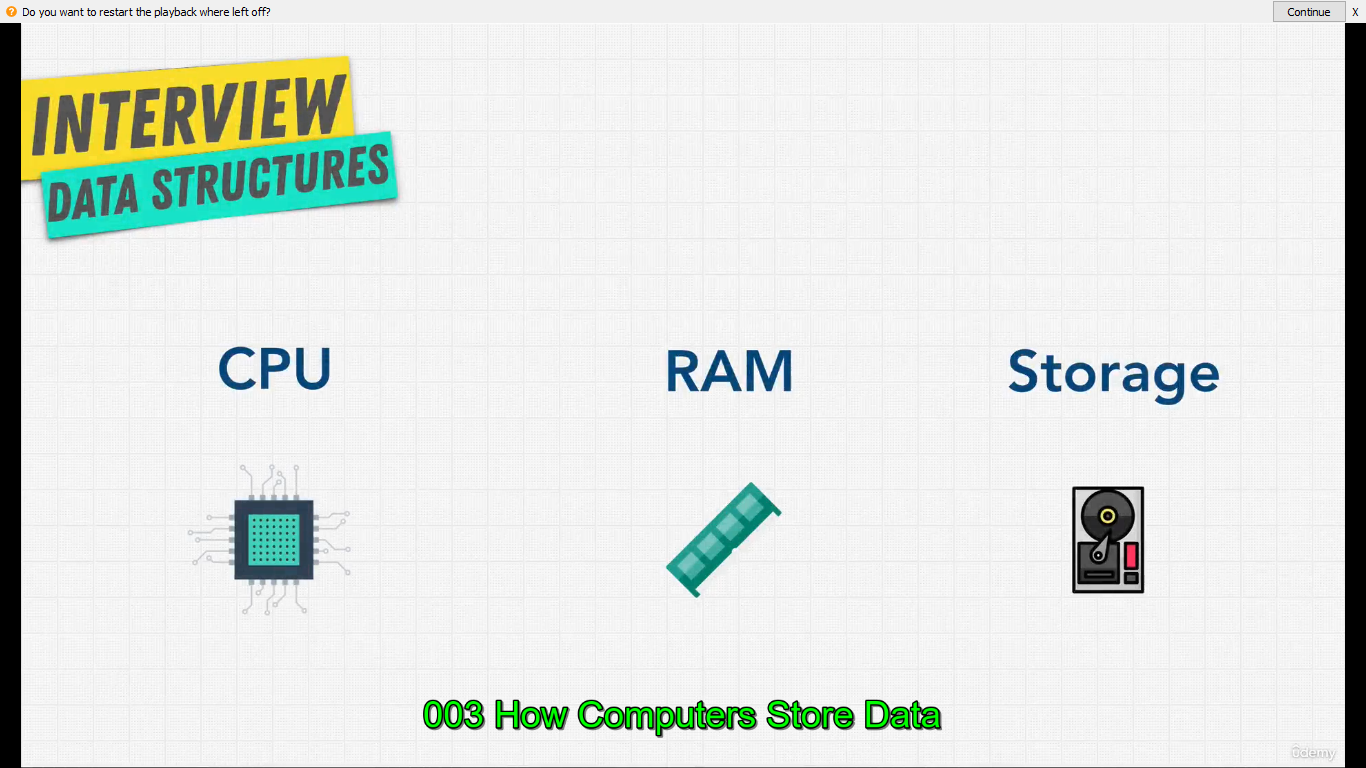 Do you want to restart the playback where left off?
Continue
X
INTERVIEW
DATA STRUCTURES
CPU
RAM
Storage
003 How Computers Store Data
ûdemy